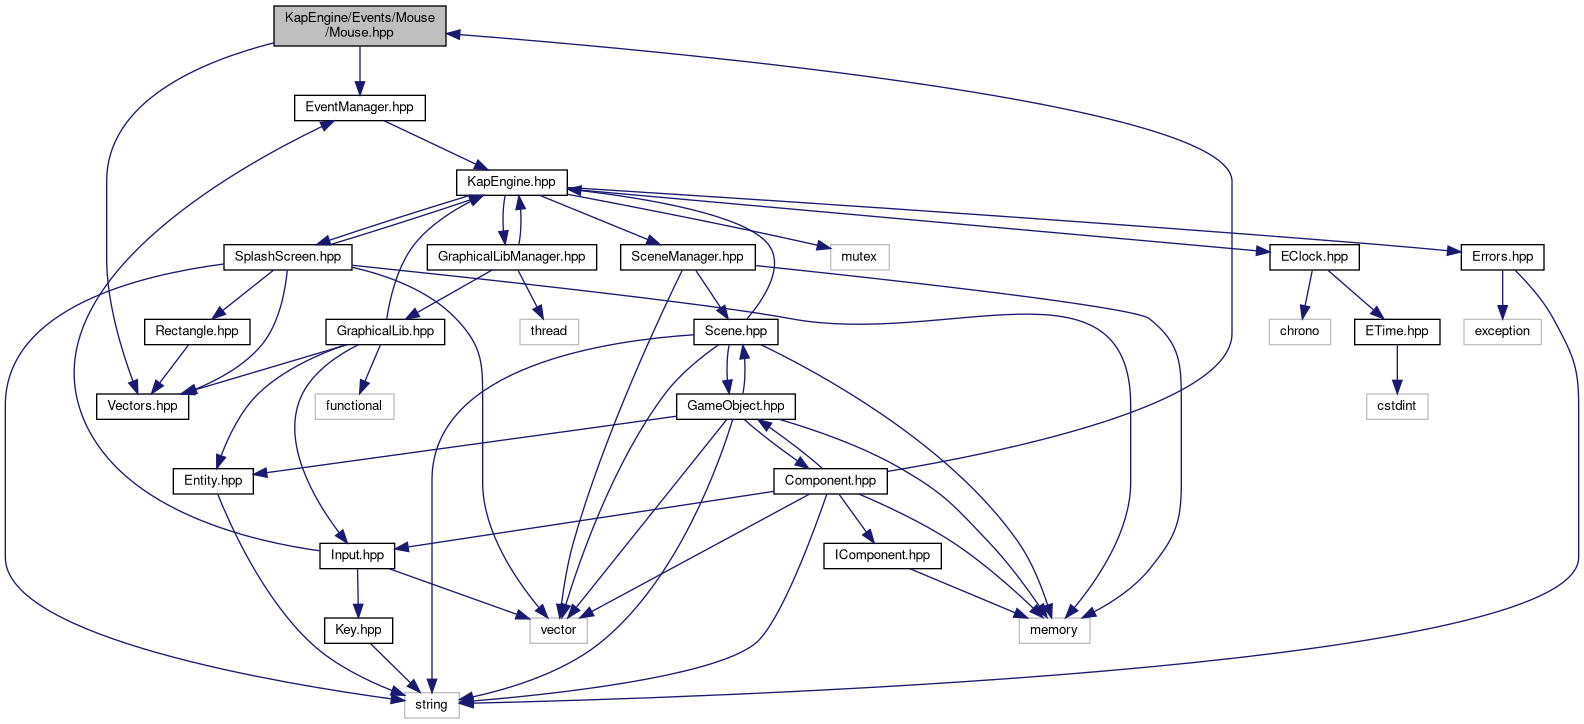 KapEngine/Events/Mouse
/Mouse.hpp
EventManager.hpp
KapEngine.hpp
SplashScreen.hpp
GraphicalLibManager.hpp
SceneManager.hpp
mutex
EClock.hpp
Errors.hpp
Rectangle.hpp
GraphicalLib.hpp
thread
Scene.hpp
chrono
ETime.hpp
exception
Vectors.hpp
functional
GameObject.hpp
cstdint
Entity.hpp
Component.hpp
Input.hpp
IComponent.hpp
Key.hpp
vector
memory
string